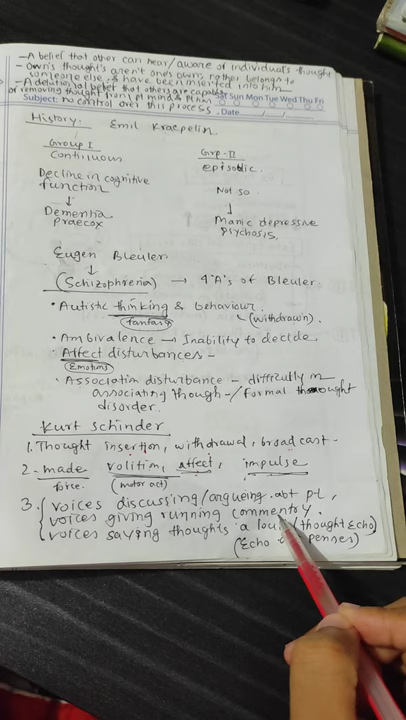 - A belief that other can hear/aware of individual's thought
- Own's thought's aren't one's own, rather belongs to
someone else & have been inserted into him
- A delusional belief that others are capable
of removing thought from pt mind & pt has
Sat Sun Mon Tue Wed Thu Fri
Subject: no control over this process.
Date / /
History: Emil Kraepelin.
Group I Grp-II
Continuous episodic.
Decline in cognitive Not so
function
↓ ↓
Dementia Manic depressive
praecox psychosis.
Eugen Bleuler
↓
(Schizophrenia) → 4 'A's of Bleuler.
• Autistic thinking & behaviour.
(fantasy) (withdrawn).
• Ambivalence - Inability to decide.
• Affect disturbances -
(Emotions)
• Association disturbance - difficulty in
associating though - / formal thought
disorder.
Kurt Schinder
1. Thought insertion, withdrawal, broad cast -
2 - made volition, affect, impulse
force. (motor act)
3. { voices discussing/argueing abt pt,
voices giving running commentry.
voices saying thoughts a loud (thought Echo)
(Echo penses)